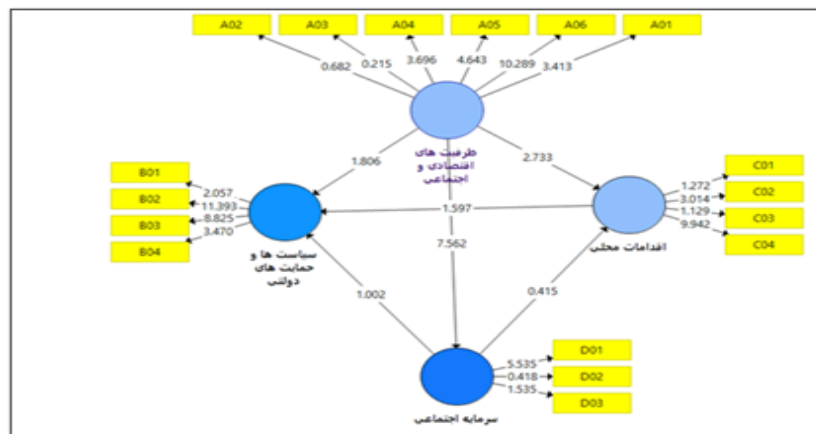 A02 A03 A04 A05 A06 A01
0.682 0.215 3.696 4.643 10.289 3.413
ظرفیت های
اقتصادی و
اجتماعی
1.806 2.733
B01
B02
B03
B04
2.057
11.393
8.825
3.470
سیاست ها و
حمایت های
دولتی
1.597
7.562
C01
C02
C03
C04
1.272
3.014
1.129
9.942
اقدامات محلی
1.002 0.415
D01
D02
D03
5.535
0.418
1.535
سرمایه اجتماعی